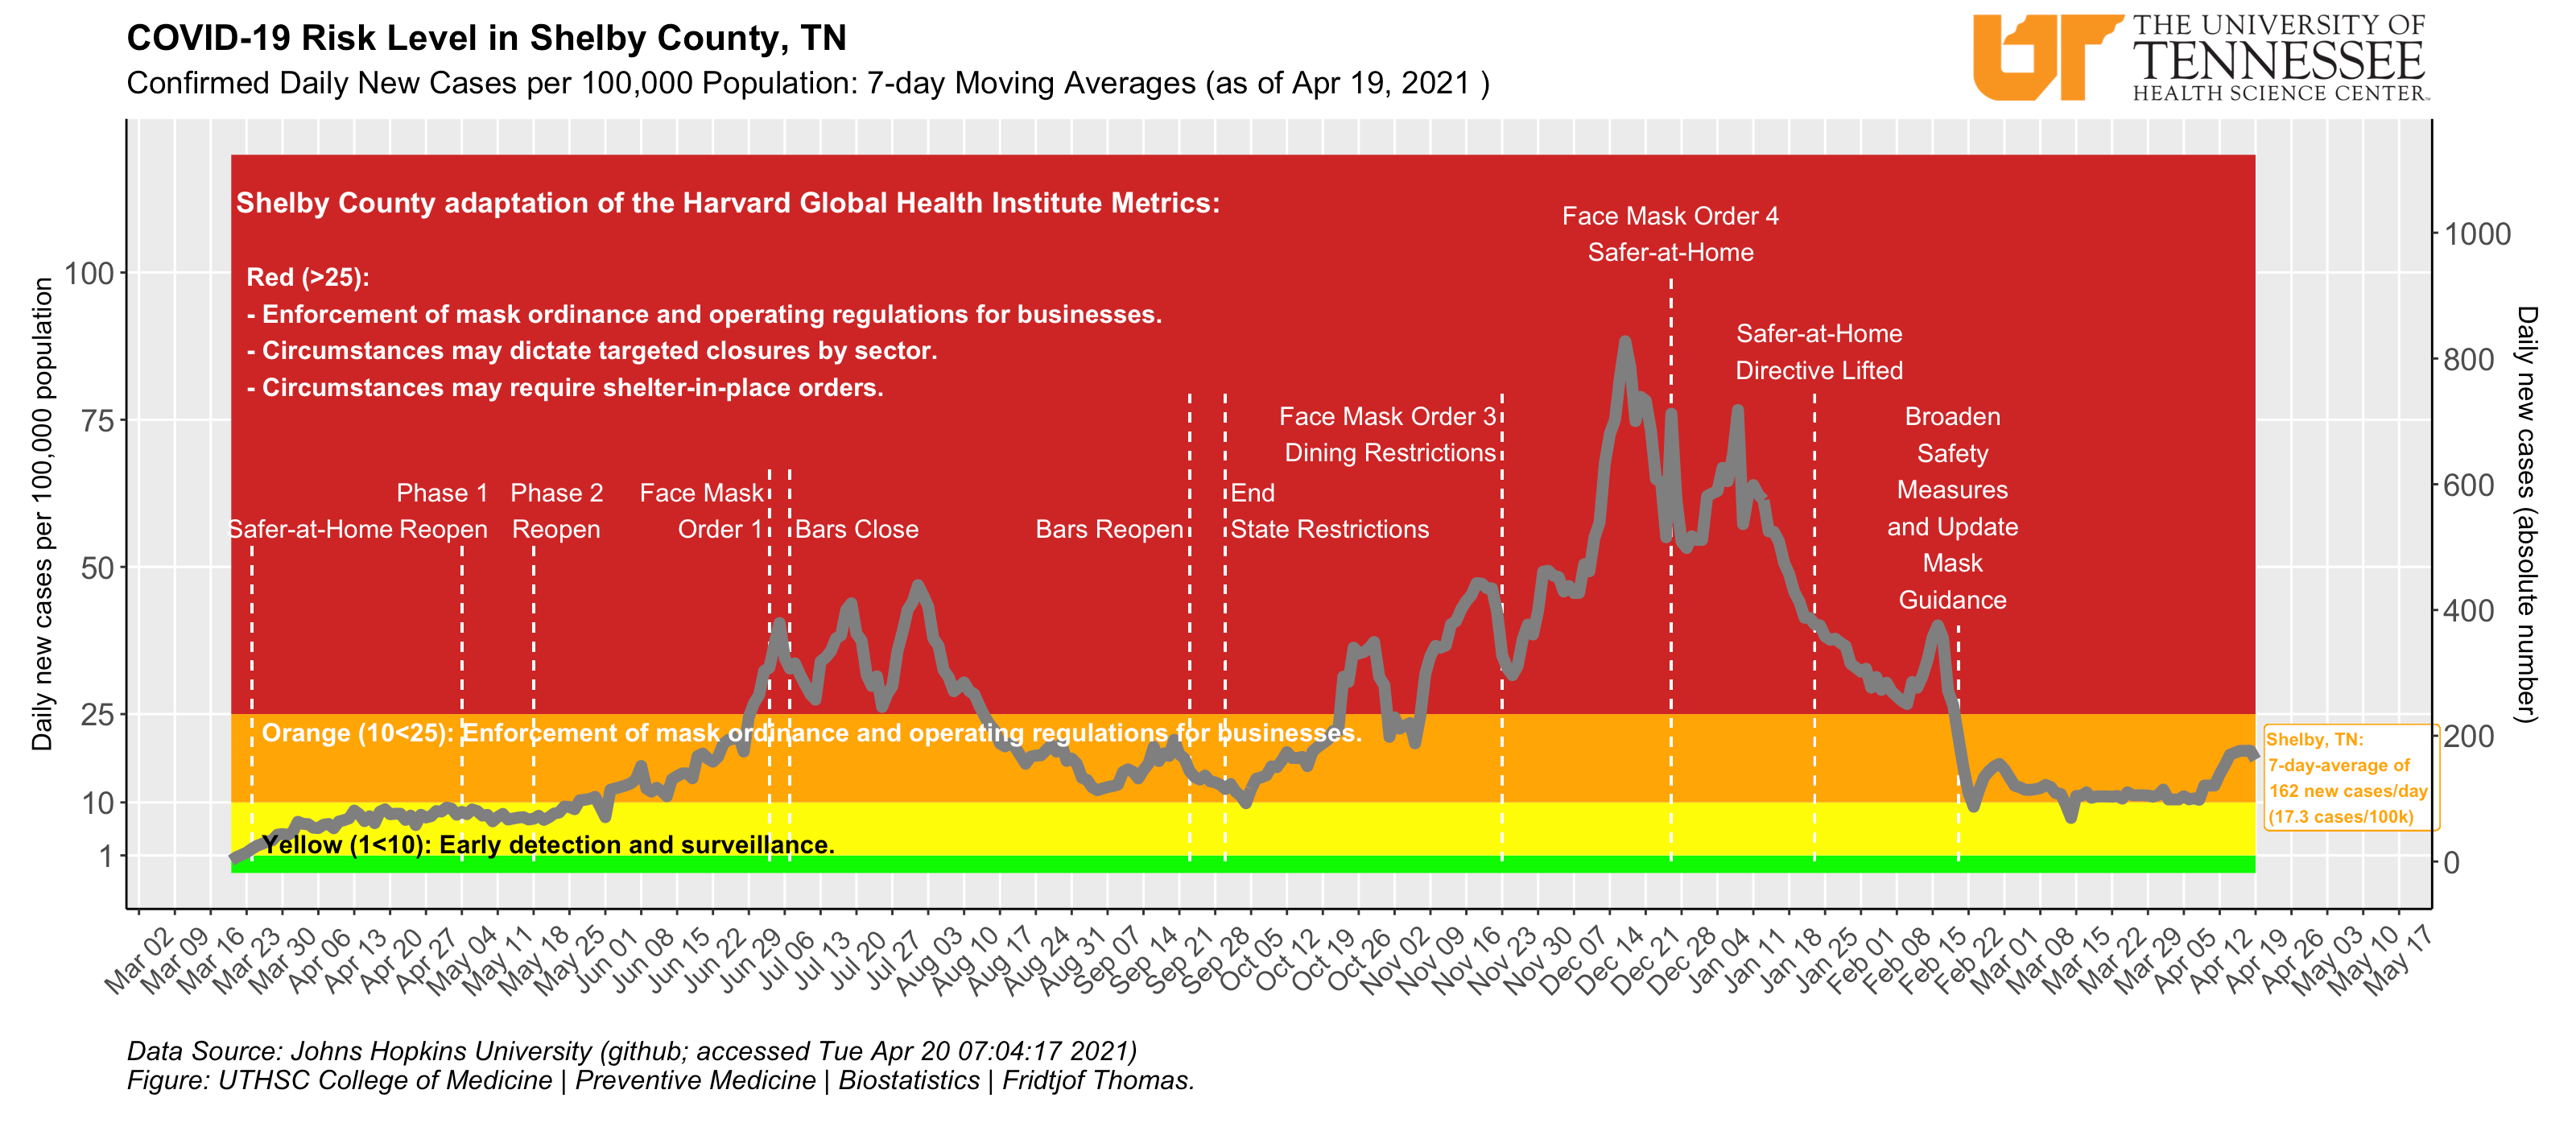 COVID-19 Risk Level in Shelby County, TN
Confirmed Daily New Cases per 100,000 Population: 7-day Moving Averages (as of Apr 19, 2021 )
THE UNIVERSITY OF
TENNESSEE
HEALTH SCIENCE CENTER
UT
Daily new cases per 100,000 population
100
75
50
25
10
1
Shelby County adaptation of the Harvard Global Health Institute Metrics:
Red (>25):
- Enforcement of mask ordinance and operating regulations for businesses.
- Circumstances may dictate targeted closures by sector.
- Circumstances may require shelter-in-place orders.
Safer-at-Home
Phase 1
Reopen
Phase 2
Reopen
Face Mask
Order 1
Bars Close
Bars Reopen
End
State Restrictions
Face Mask Order 3
Dining Restrictions
Face Mask Order 4
Safer-at-Home
Safer-at-Home
Directive Lifted
Broaden
Safety
Measures
and Update
Mask
Guidance
Orange (10<25): Enforcement of mask ordinance and operating regulations for businesses.
Yellow (1<10): Early detection and surveillance.
Shelby, TN:
7-day-average of
162 new cases/day
(17.3 cases/100k)
1000
800
600
400
200
0
Daily new cases (absolute number)
Mar 02
Mar 09
Mar 16
Mar 23
Mar 30
Apr 06
Apr 13
Apr 20
Apr 27
May 04
May 11
May 18
May 25
Jun 01
Jun 08
Jun 15
Jun 22
Jun 29
Jul 06
Jul 13
Jul 20
Jul 27
Aug 03
Aug 10
Aug 17
Aug 24
Aug 31
Sep 07
Sep 14
Sep 21
Sep 28
Oct 05
Oct 12
Oct 19
Oct 26
Nov 02
Nov 09
Nov 16
Nov 23
Nov 30
Dec 07
Dec 14
Dec 21
Dec 28
Jan 04
Jan 11
Jan 18
Jan 25
Feb 01
Feb 08
Feb 15
Feb 22
Mar 01
Mar 08
Mar 15
Mar 22
Mar 29
Apr 05
Apr 12
Apr 19
Apr 26
May 03
May 10
May 17
Data Source: Johns Hopkins University (github; accessed Tue Apr 20 07:04:17 2021)
Figure: UTHSC College of Medicine | Preventive Medicine | Biostatistics | Fridtjof Thomas.